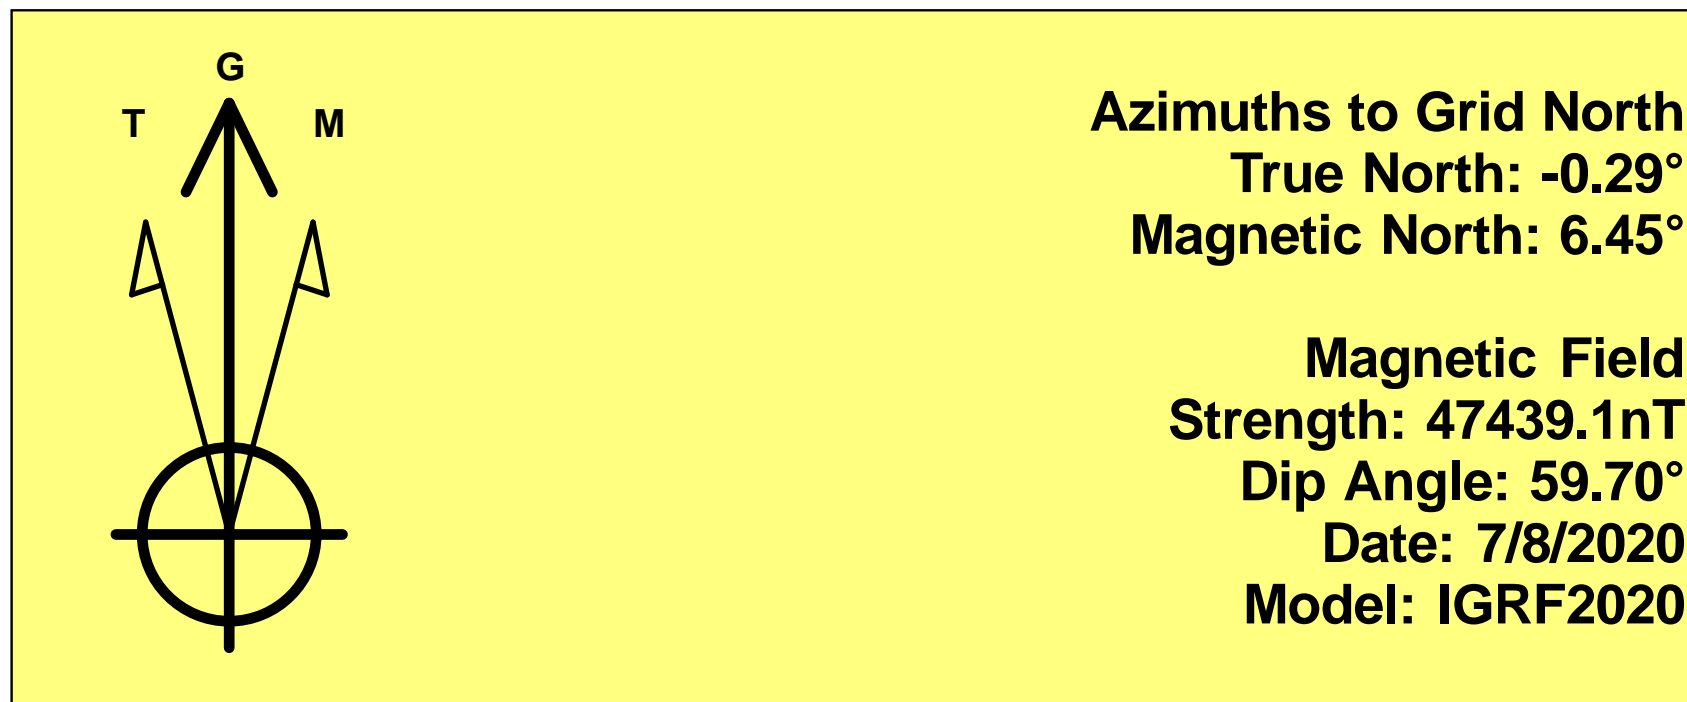 G
T M
Azimuths to Grid North
True North: -0.29°
Magnetic North: 6.45°
Magnetic Field
Strength: 47439.1nT
Dip Angle: 59.70°
Date: 7/8/2020
Model: IGRF2020